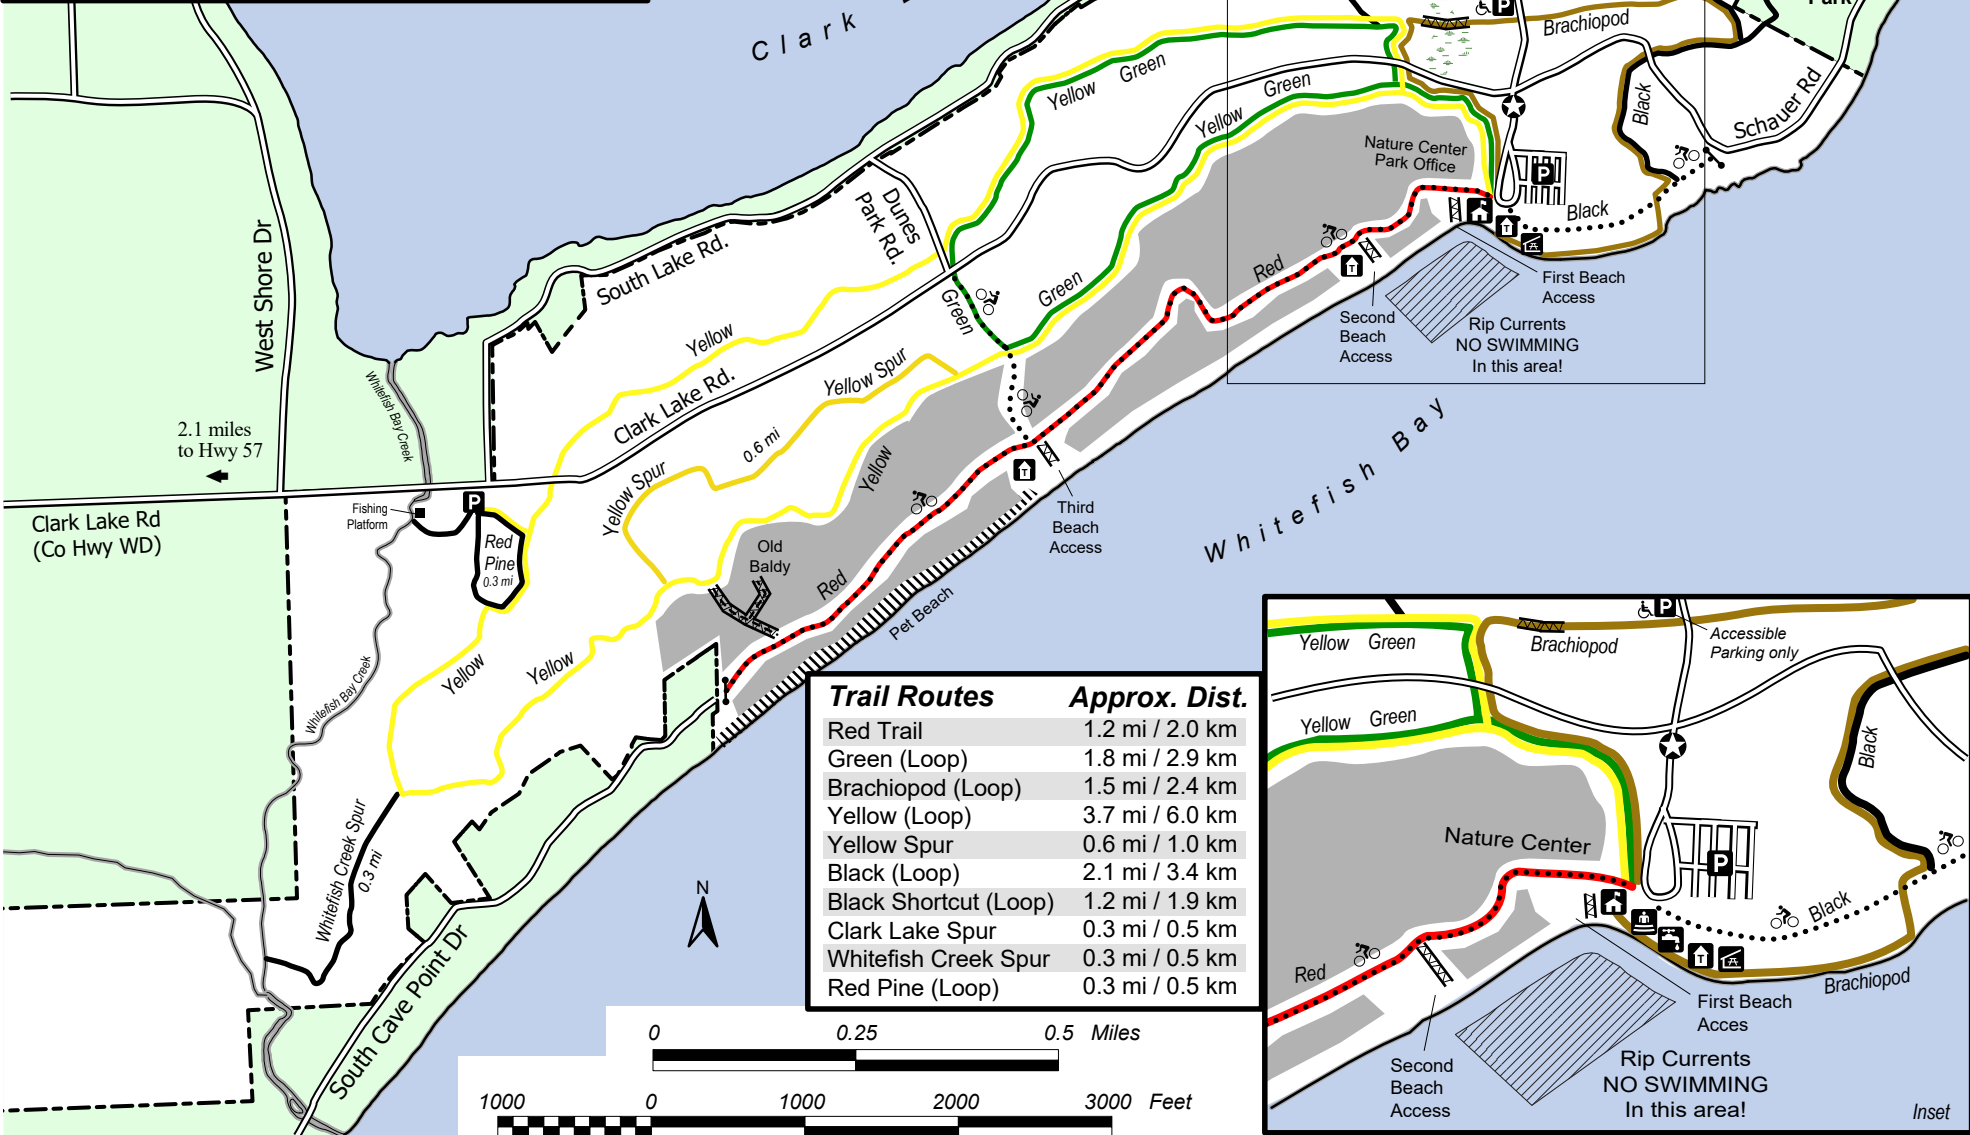 Clark
Park
Brachiopod
Yellow Green
Green
Yellow
Black
Schauer Rd
Nature Center
Park Office
Dunes
Park Rd.
West Shore Dr
South Lake Rd.
Black
Red
First Beach
Access
Green
Green
Second
Beach
Access
Rip Currents
NO SWIMMING
In this area!
Yellow
Yellow Spur
Clark Lake Rd.
Whitefish Bay Creek
2.1 miles
to Hwy 57
0.6 mi
Yellow Spur
Yellow
Whitefish Bay
P
P
P
Fishing
Platform
Clark Lake Rd
(Co Hwy WD)
Red
Pine
0.3 mi
Third
Beach
Access
Old
Baldy
Red
Pet Beach
Yellow
Yellow
Whitefish Bay Creek
Whitefish Creek Spur
0.3 mi
South Cave Point Dr
N
Trail Routes Approx. Dist.
Red Trail 1.2 mi / 2.0 km
Green (Loop) 1.8 mi / 2.9 km
Brachiopod (Loop) 1.5 mi / 2.4 km
Yellow (Loop) 3.7 mi / 6.0 km
Yellow Spur 0.6 mi / 1.0 km
Black (Loop) 2.1 mi / 3.4 km
Black Shortcut (Loop) 1.2 mi / 1.9 km
Clark Lake Spur 0.3 mi / 0.5 km
Whitefish Creek Spur 0.3 mi / 0.5 km
Red Pine (Loop) 0.3 mi / 0.5 km
0 0.25 0.5 Miles
1000 0 1000 2000 3000 Feet
P
Accessible
Parking only
Yellow Green
Brachiopod
Yellow Green
Black
Nature Center
P
Black
Red
Brachiopod
First Beach
Acces
Second
Beach
Access
Rip Currents
NO SWIMMING
In this area!
Inset